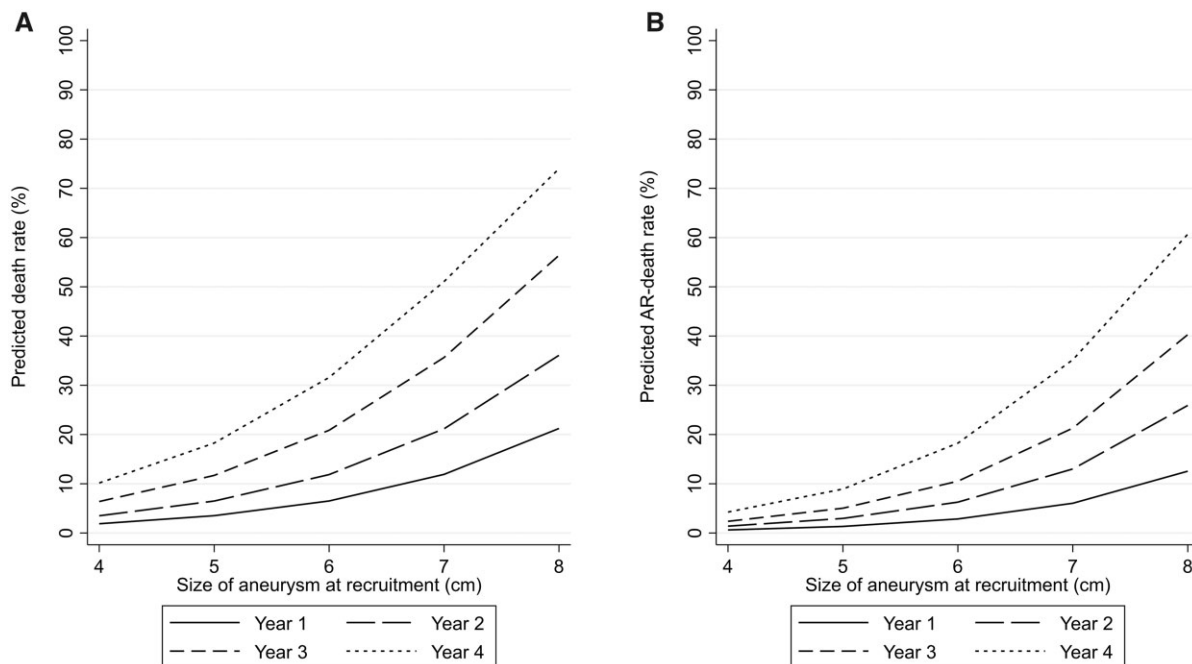 A
Predicted death rate (%)
100
90
80
70
60
50
40
30
20
10
0
4 5 6 7 8
Size of aneurysm at recruitment (cm)
Year 1 Year 2
Year 3 Year 4
B
Predicted AR-death rate (%)
100
90
80
70
60
50
40
30
20
10
0
4 5 6 7 8
Size of aneurysm at recruitment (cm)
Year 1 Year 2
Year 3 Year 4